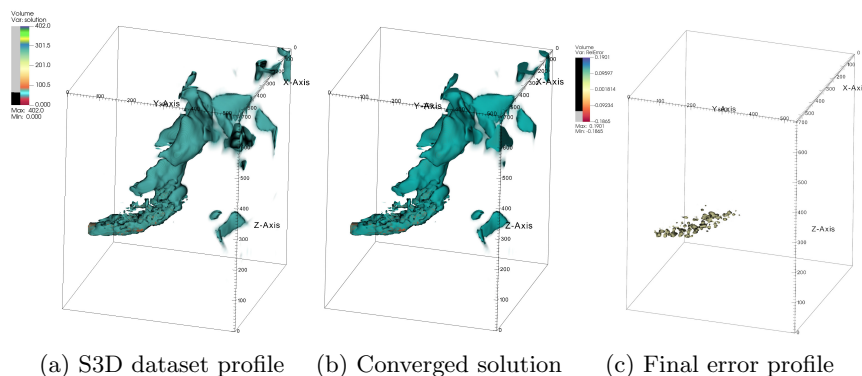 Volume
Var: solution
402.0
301.5
201.0
100.5
0.000
Max: 402.0
Min: 0.000
X-Axis
Y-Axis
Z-Axis
X-Axis
Y-Axis
Z-Axis
Volume
Var: RelError
0.1901
0.09597
0.001814
-0.09234
-0.1865
Max: 0.1901
Min: -0.1865
X-Axi
Y-Axis
Z-Axis
(a) S3D dataset profile
(b) Converged solution
(c) Final error profile